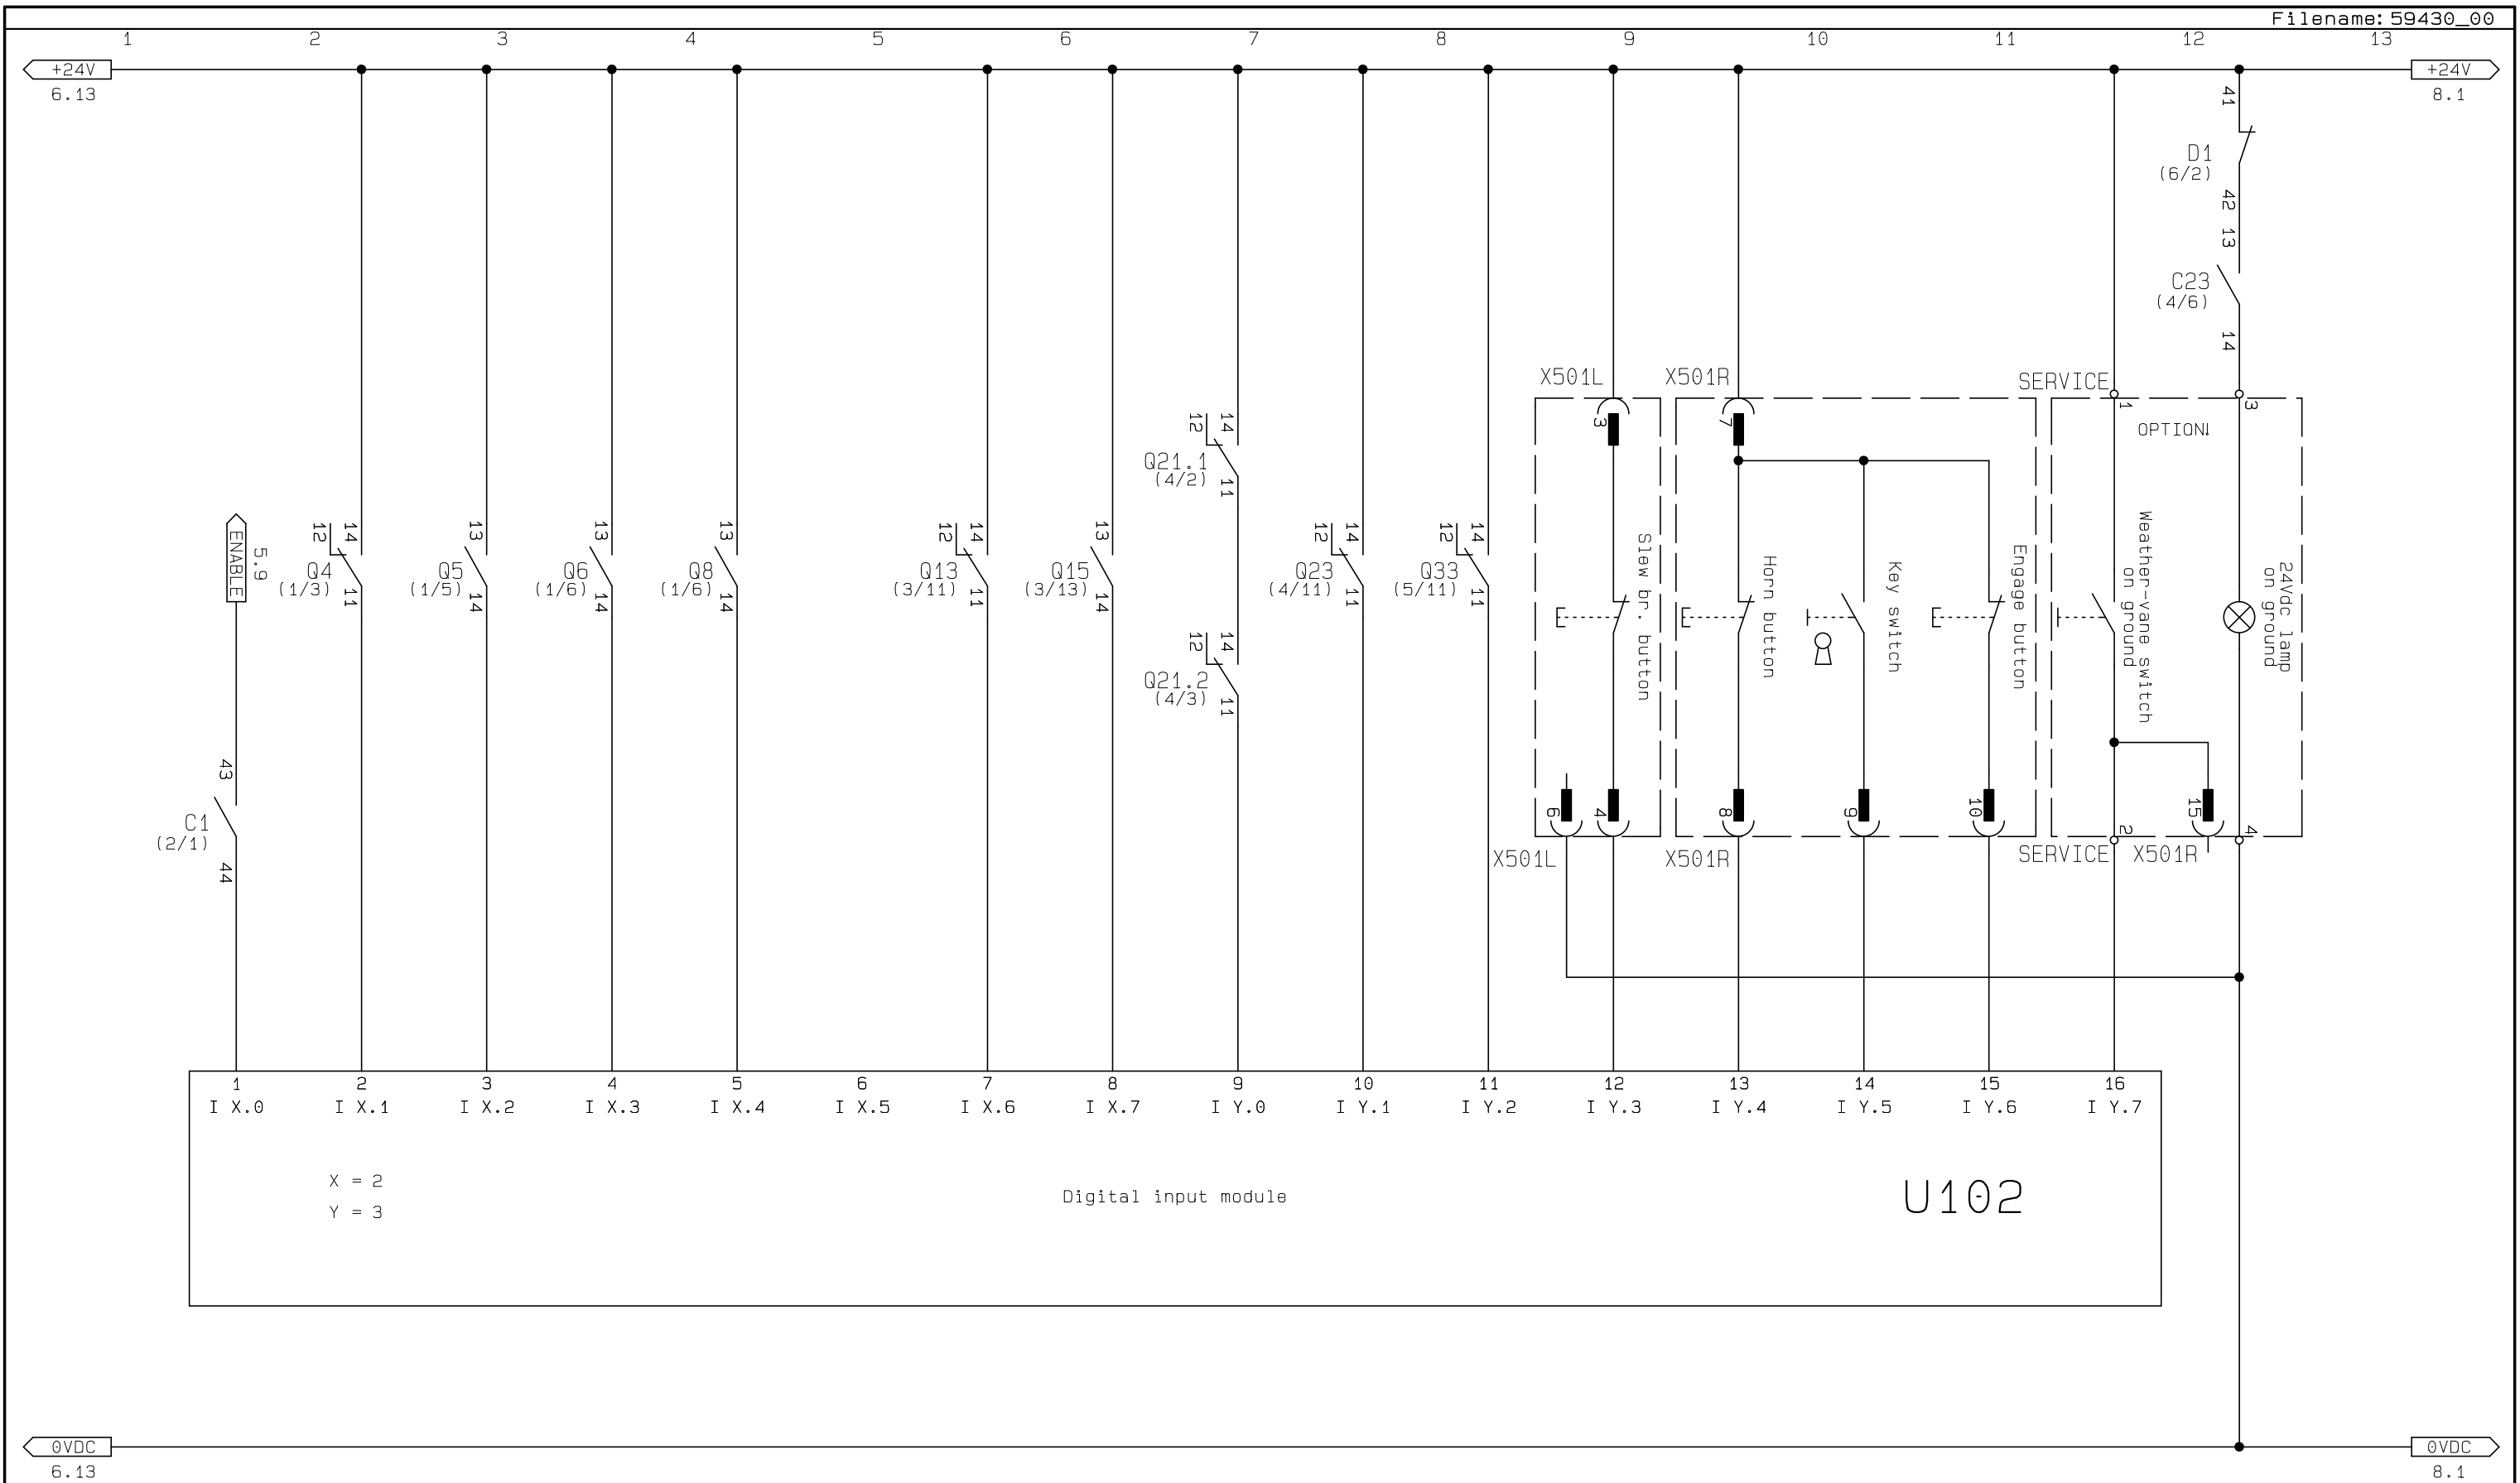 Filename: 59430_00
1 2 3 4 5 6 7 8 9 10 11 12 13
+24V
6.13
+24V
8.1
41
D1
(6/2)
42
13
C23
(4/6)
14
X501L
X501R
SERVICE
3
7
1
3
OPTION!
12 14
Q21.1
(4/2)
11
ENABLE
5.9
12 14
Q4
(1/3)
11
13
Q5
(1/5)
14
13
Q6
(1/6)
14
13
Q8
(1/6)
14
12 14
Q13
(3/11)
11
13
Q15
(3/13)
14
12 14
Q21.2
(4/3)
11
12 14
Q23
(4/11)
11
12 14
Q33
(5/11)
11
Slew br. button
Horn button
Key switch
Engage button
Weather-vane switch
on ground
24Vdc lamp
on ground
43
C1
(2/1)
44
6
4
8
9
10
2
15
4
X501L
X501R
SERVICE
X501R
1 2 3 4 5 6 7 8 9 10 11 12 13 14 15 16
I X.0 I X.1 I X.2 I X.3 I X.4 I X.5 I X.6 I X.7 I Y.0 I Y.1 I Y.2 I Y.3 I Y.4 I Y.5 I Y.6 I Y.7
X = 2
Y = 3
Digital input module
U102
0VDC
6.13
0VDC
8.1